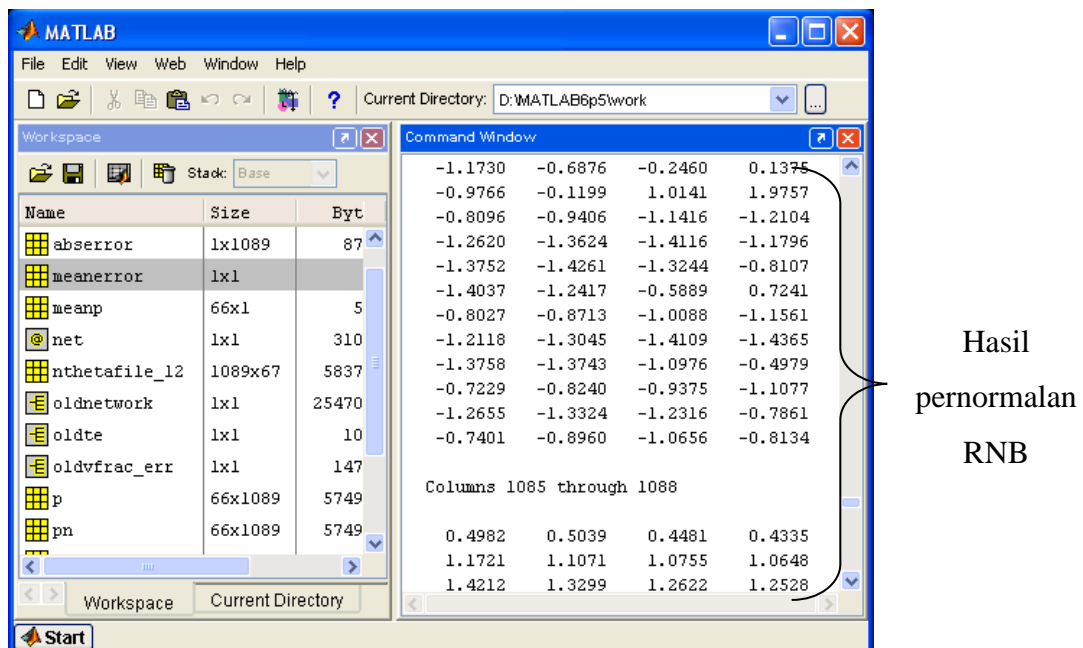 MATLAB
File Edit View Web Window Help
? Current Directory: D:\MATLAB6p5\work ...
Workspace
Stack: Base
Name Size Byt
abserror 1x1089 87
meanerror 1x1
meanp 66x1 5
net 1x1 310
nthetafile_12 1089x67 5837
oldnetwork 1x1 25470
oldte 1x1 10
oldvfrac_err 1x1 147
p 66x1089 5749
pn 66x1089 5749
Workspace Current Directory
Command Window
-1.1730 -0.6876 -0.2460 0.1375
-0.9766 -0.1199 1.0141 1.9757
-0.8096 -0.9406 -1.1416 -1.2104
-1.2620 -1.3624 -1.4116 -1.1796
-1.3752 -1.4261 -1.3244 -0.8107
-1.4037 -1.2417 -0.5889 0.7241
-0.8027 -0.8713 -1.0088 -1.1561
-1.2118 -1.3045 -1.4109 -1.4365
-1.3758 -1.3743 -1.0976 -0.4979
-0.7229 -0.8240 -0.9375 -1.1077
-1.2655 -1.3324 -1.2316 -0.7861
-0.7401 -0.8960 -1.0656 -0.8134
Columns 1085 through 1088
0.4982 0.5039 0.4481 0.4335
1.1721 1.1071 1.0755 1.0648
1.4212 1.3299 1.2622 1.2528
Start
Hasil
pernormalan
RNB